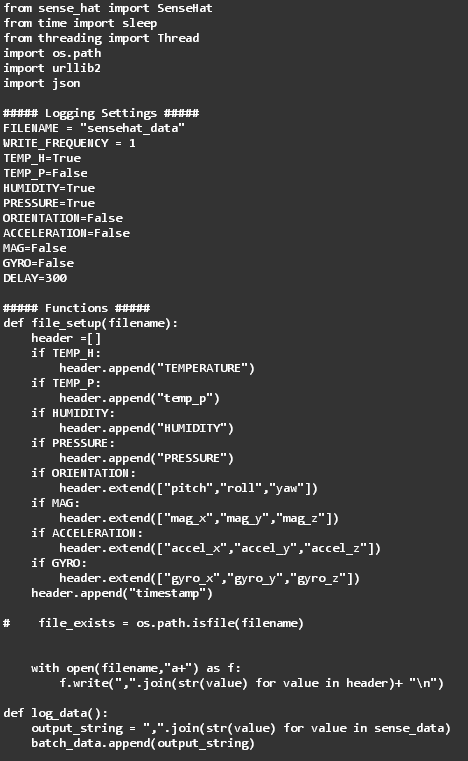 from sense_hat import SenseHat
from time import sleep
from threading import Thread
import os.path
import urllib2
import json

##### Logging Settings #####
FILENAME = "sensehat_data"
WRITE_FREQUENCY = 1
TEMP_H=True
TEMP_P=False
HUMIDITY=True
PRESSURE=True
ORIENTATION=False
ACCELERATION=False
MAG=False
GYRO=False
DELAY=300

##### Functions #####
def file_setup(filename):
    header =[]
    if TEMP_H:
        header.append("TEMPERATURE")
    if TEMP_P:
        header.append("temp_p")
    if HUMIDITY:
        header.append("HUMIDITY")
    if PRESSURE:
        header.append("PRESSURE")
    if ORIENTATION:
        header.extend(["pitch","roll","yaw"])
    if MAG:
        header.extend(["mag_x","mag_y","mag_z"])
    if ACCELERATION:
        header.extend(["accel_x","accel_y","accel_z"])
    if GYRO:
        header.extend(["gyro_x","gyro_y","gyro_z"])
    header.append("timestamp")

#    file_exists = os.path.isfile(filename)


    with open(filename,"a+") as f:
        f.write(",".join(str(value) for value in header)+ "\n")

def log_data():
    output_string = ",".join(str(value) for value in sense_data)
    batch_data.append(output_string)